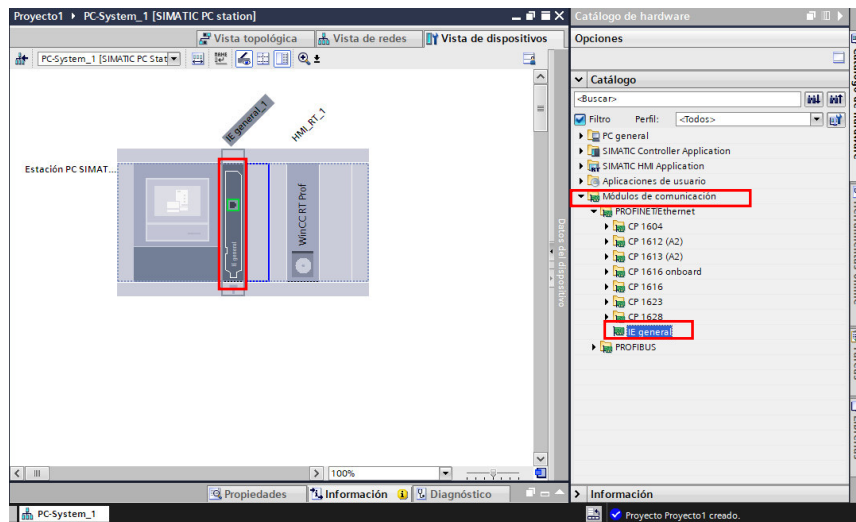 Proyecto1 ▸ PC-System_1 [SIMATIC PC station]
Vista topológica
Vista de redes
Vista de dispositivos
PC-System_1 [SIMATIC PC Stat
IE general_1
HMI_RT_1
Estación PC SIMAT...
IE general
WinCC RT Prof
100%
Propiedades
Información
Diagnóstico
Datos del dispositivo
Catálogo de hardware
Opciones
Catálogo
<Buscar>
Filtro
Perfil:
<Todos>
PC general
SIMATIC Controller Application
SIMATIC HMI Application
Aplicaciones de usuario
Módulos de comunicación
PROFINET/Ethernet
CP 1604
CP 1612 (A2)
CP 1613 (A2)
CP 1616 onboard
CP 1616
CP 1623
CP 1628
IE general
PROFIBUS
Información
PC-System_1
Proyecto Proyecto1 creado.